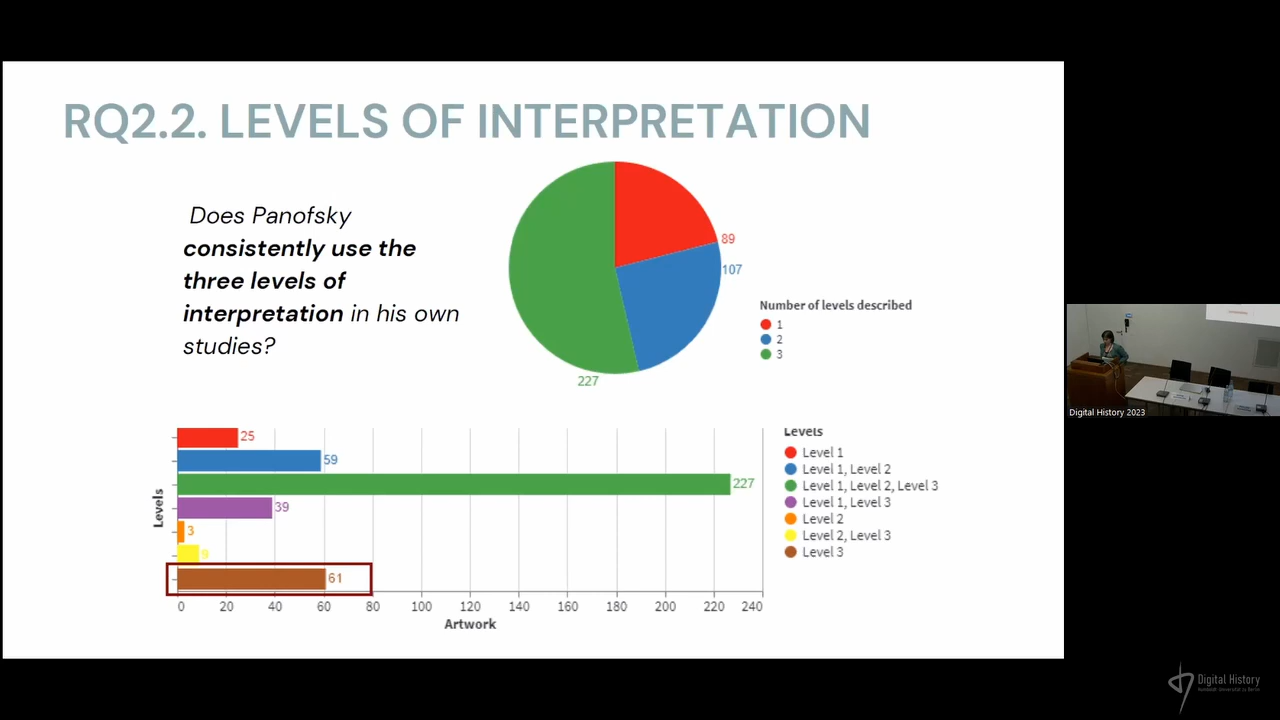 RQ2.2. LEVELS OF INTERPRETATION
Does Panofsky
consistently use the
three levels of
interpretation in his own
studies?
89
107
227
Number of levels described
1
2
3
25
59
227
39
3
9
61
Levels
0 20 40 60 80 100 120 140 160 180 200 220 240
Artwork
Levels
Level 1
Level 1, Level 2
Level 1, Level 2, Level 3
Level 1, Level 3
Level 2
Level 2, Level 3
Level 3
Digital History 2023
Digital History
Humboldt-Universität zu Berlin